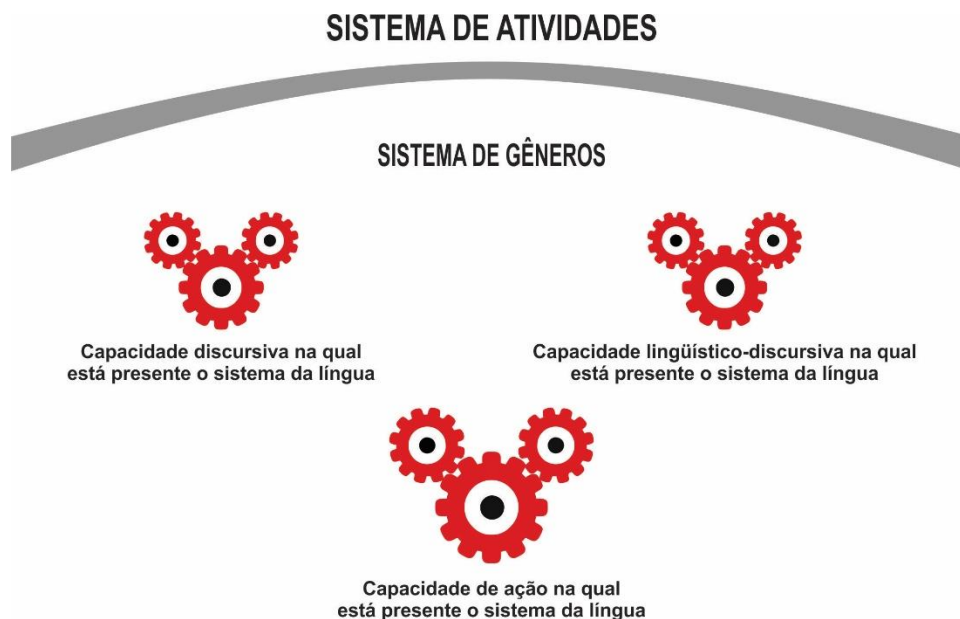 SISTEMA DE ATIVIDADES
SISTEMA DE GÊNEROS
Capacidade discursiva na qual
está presente o sistema da língua
Capacidade lingüístico-discursiva na qual
está presente o sistema da língua
Capacidade de ação na qual
está presente o sistema da língua